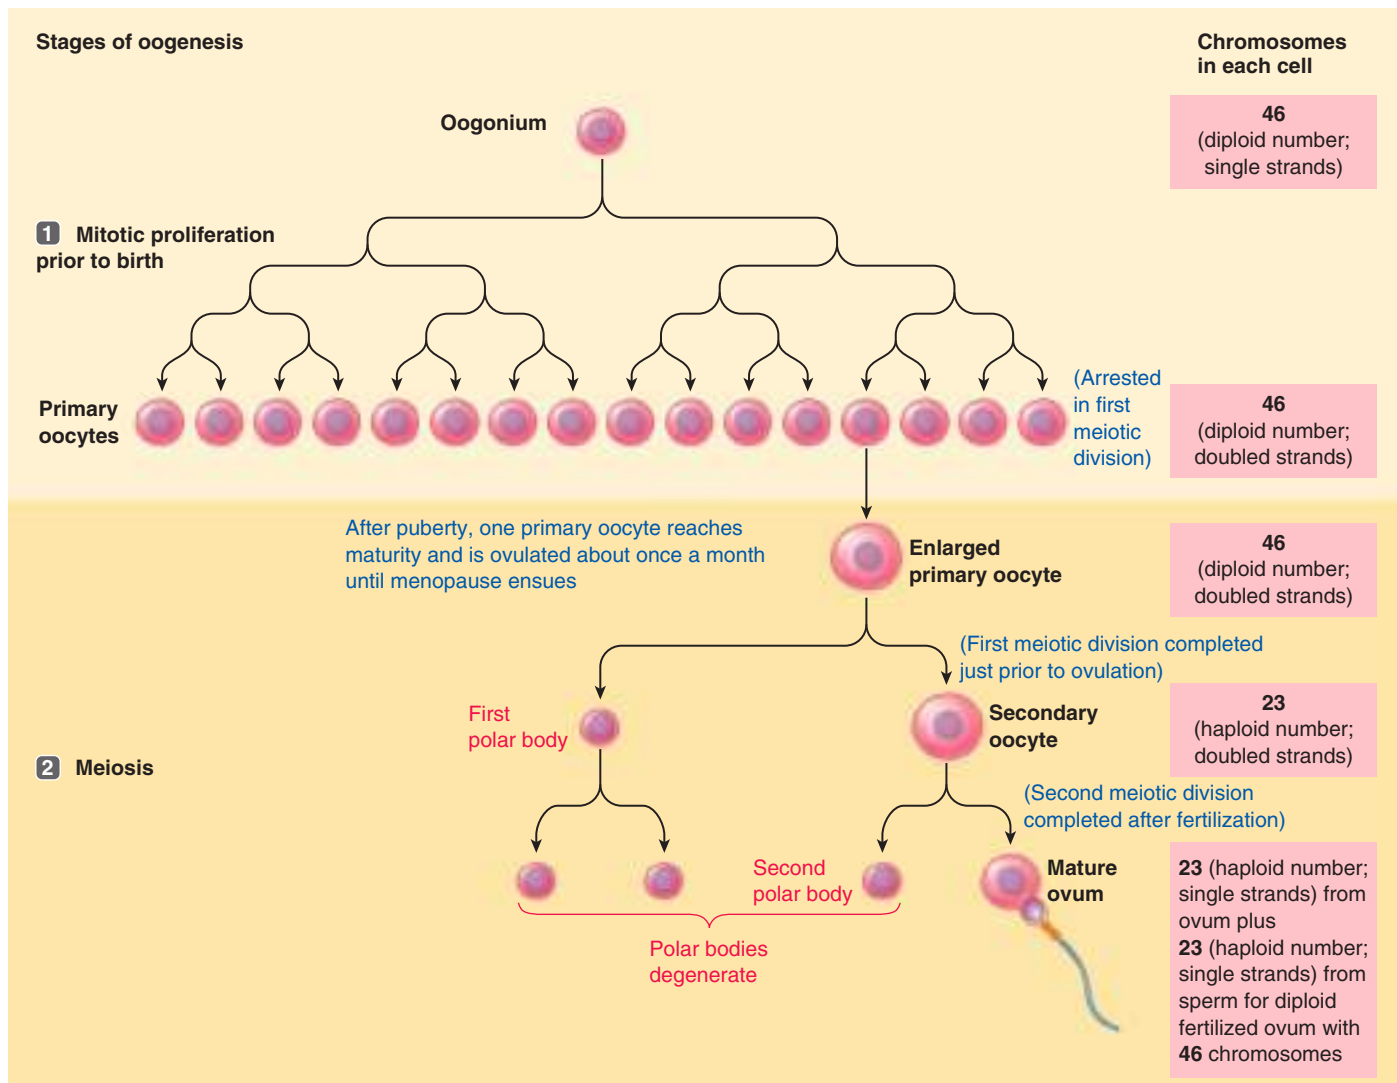 Stages of oogenesis
Chromosomes
in each cell
Oogonium
46
(diploid number;
single strands)
1 Mitotic proliferation
prior to birth
Primary
oocytes
(Arrested
in first
meiotic
division)
46
(diploid number;
doubled strands)
After puberty, one primary oocyte reaches
maturity and is ovulated about once a month
until menopause ensues
Enlarged
primary oocyte
46
(diploid number;
doubled strands)
(First meiotic division completed
just prior to ovulation)
First
polar body
Secondary
oocyte
23
(haploid number;
doubled strands)
2 Meiosis
(Second meiotic division
completed after fertilization)
Second
polar body
Mature
ovum
23 (haploid number;
single strands) from
ovum plus
23 (haploid number;
single strands) from
sperm for diploid
fertilized ovum with
46 chromosomes
Polar bodies
degenerate